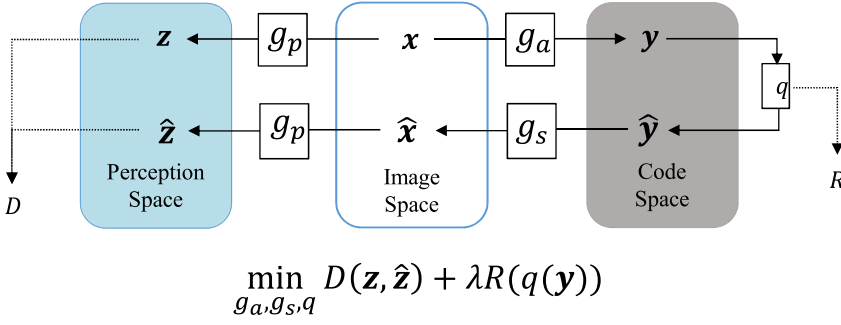 z g_p x g_a y
q
ẑ g_p x̂ g_s ŷ
Perception Space
Image Space
Code Space
D
R
min_{g_a,g_s,q} D(z, ẑ) + λR(q(y))